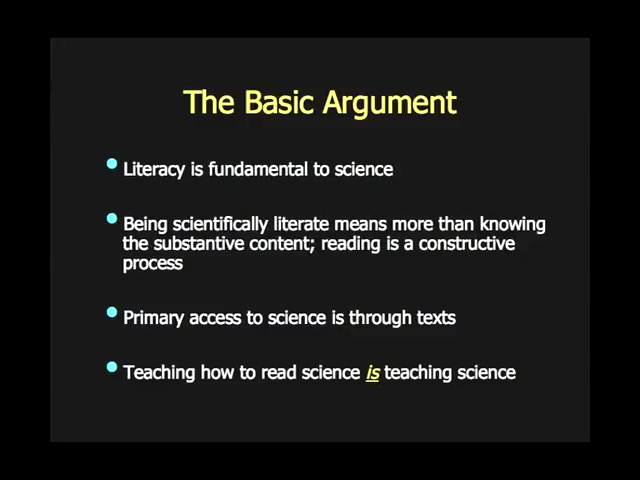 The Basic Argument
Literacy is fundamental to science
Being scientifically literate means more than knowing
the substantive content; reading is a constructive
process
Primary access to science is through texts
Teaching how to read science is teaching science